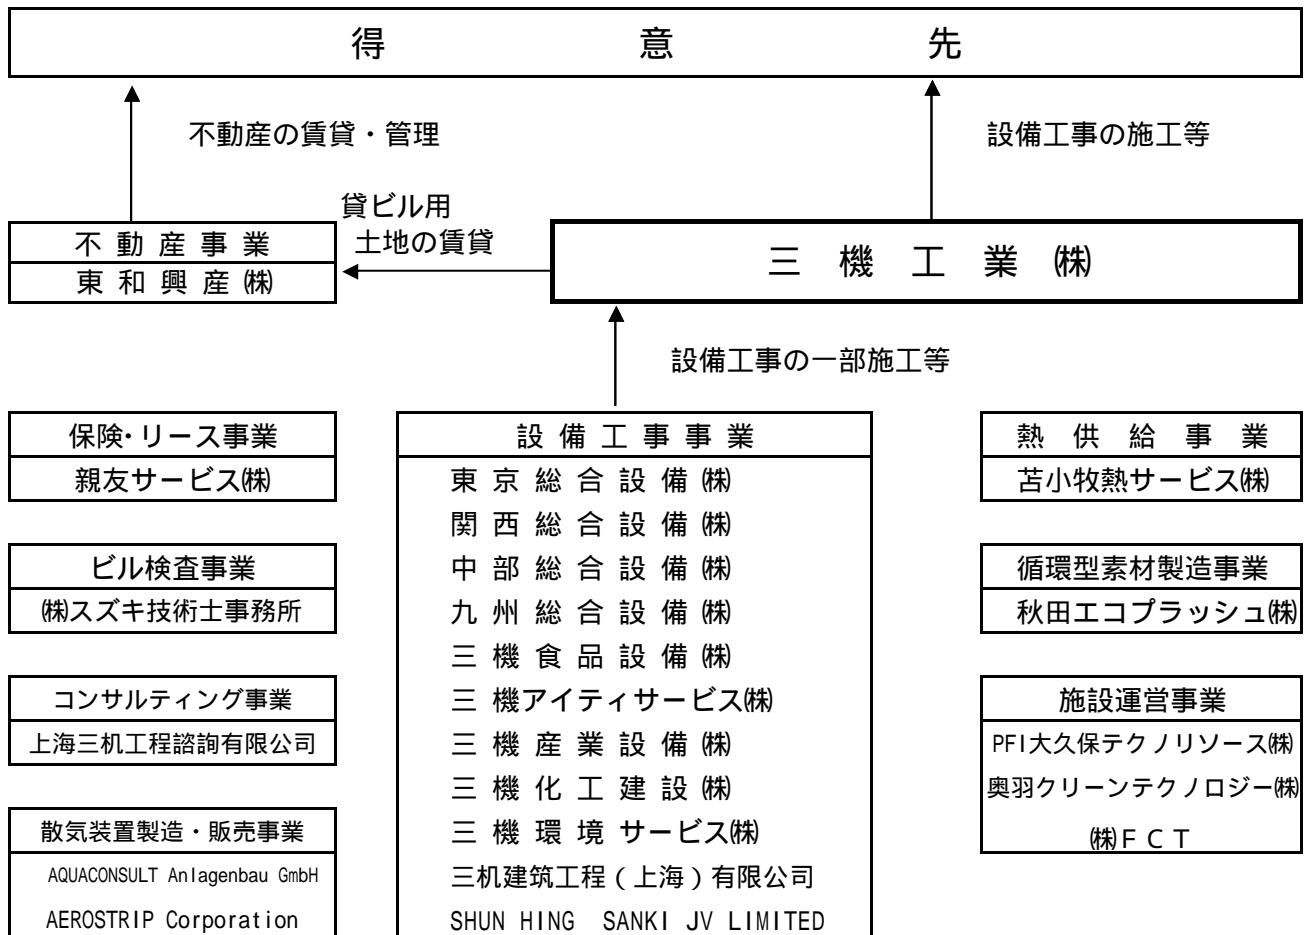 得意先
不動産の賃貸・管理
設備工事の施工等
貸ビル用
土地の賃貸
不動産事業
東和興産㈱
三機工業㈱
設備工事の一部施工等
保険・リース事業
親友サービス㈱
ビル検査事業
㈱スズキ技術士事務所
コンサルティング事業
上海三机工程諮詢有限公司
散気装置製造・販売事業
AQUACONSULT Anlagenbau GmbH
AEROSTRIP Corporation
設備工事事業
東京総合設備㈱
関西総合設備㈱
中部総合設備㈱
九州総合設備㈱
三機食品設備㈱
三機アイティサービス㈱
三機産業設備㈱
三機化工建設㈱
三機環境サービス㈱
三机建筑工程(上海)有限公司
SHUN HING SANKI JV LIMITED
熱供給事業
苫小牧熱サービス㈱
循環型素材製造事業
秋田エコプラッシュ㈱
施設運営事業
PFI大久保テクノリソース㈱
奥羽クリーンテクノロジー㈱
㈱FCT